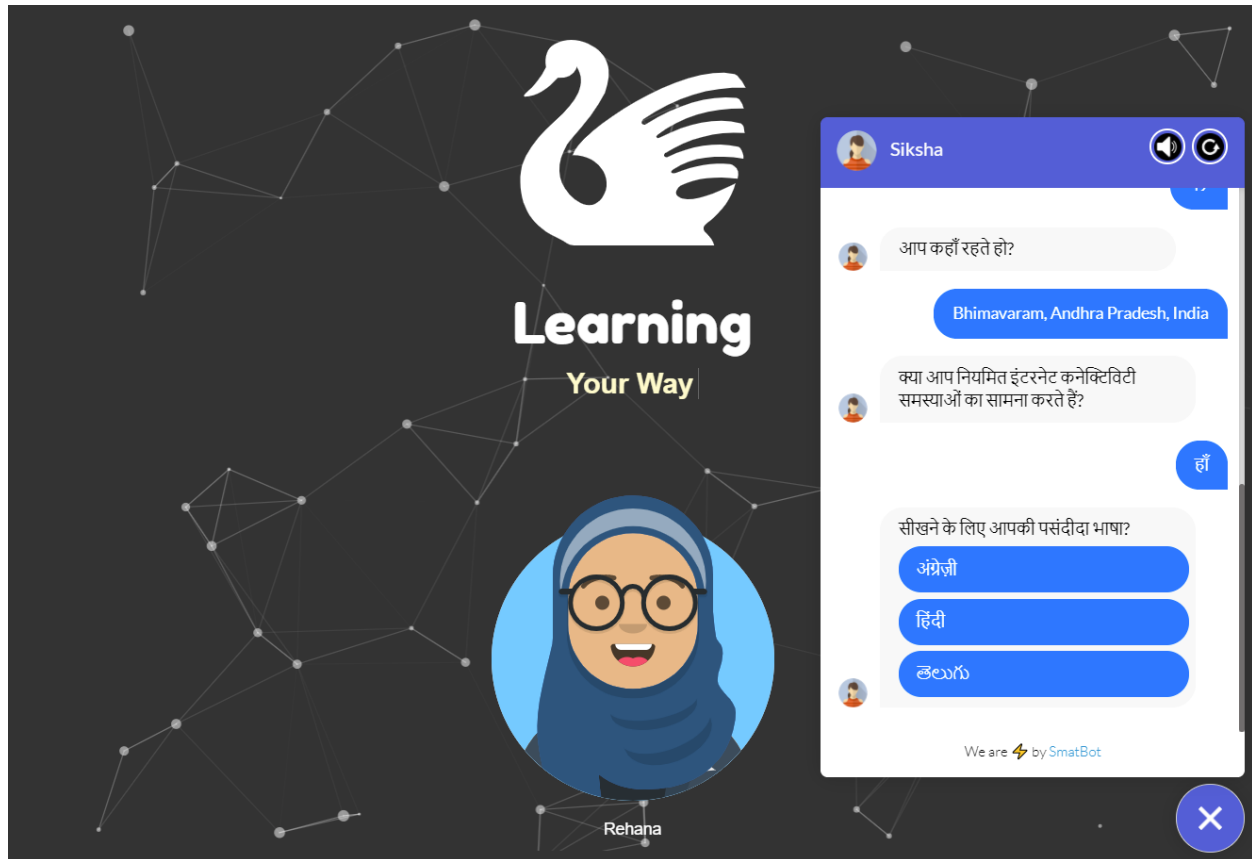 Learning
Your Way
Rehana
Siksha
आप कहाँ रहते हो?
Bhimavaram, Andhra Pradesh, India
क्या आप नियमित इंटरनेट कनेक्टिविटी
समस्याओं का सामना करते हैं?
हाँ
सीखने के लिए आपकी पसंदीदा भाषा?
अंग्रेज़ी
हिंदी
తెలుగు
We are ⚡ by SmatBot